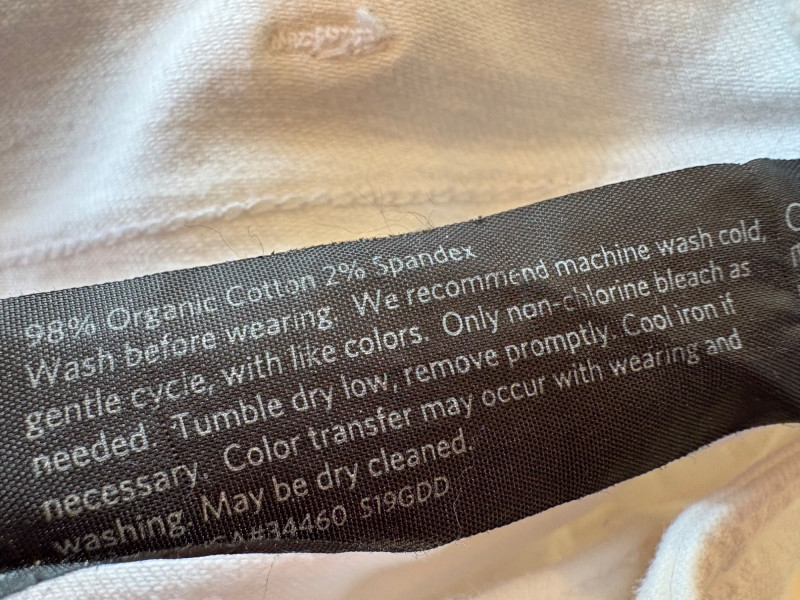 98% Organic Cotton 2% Spandex
Wash before wearing. We recommend machine wash cold,
gentle cycle, with like colors. Only non-chlorine bleach as
needed. Tumble dry low, remove promptly. Cool iron if
necessary. Color transfer may occur with wearing and
washing. May be dry cleaned.
CA#34460 S19GDD